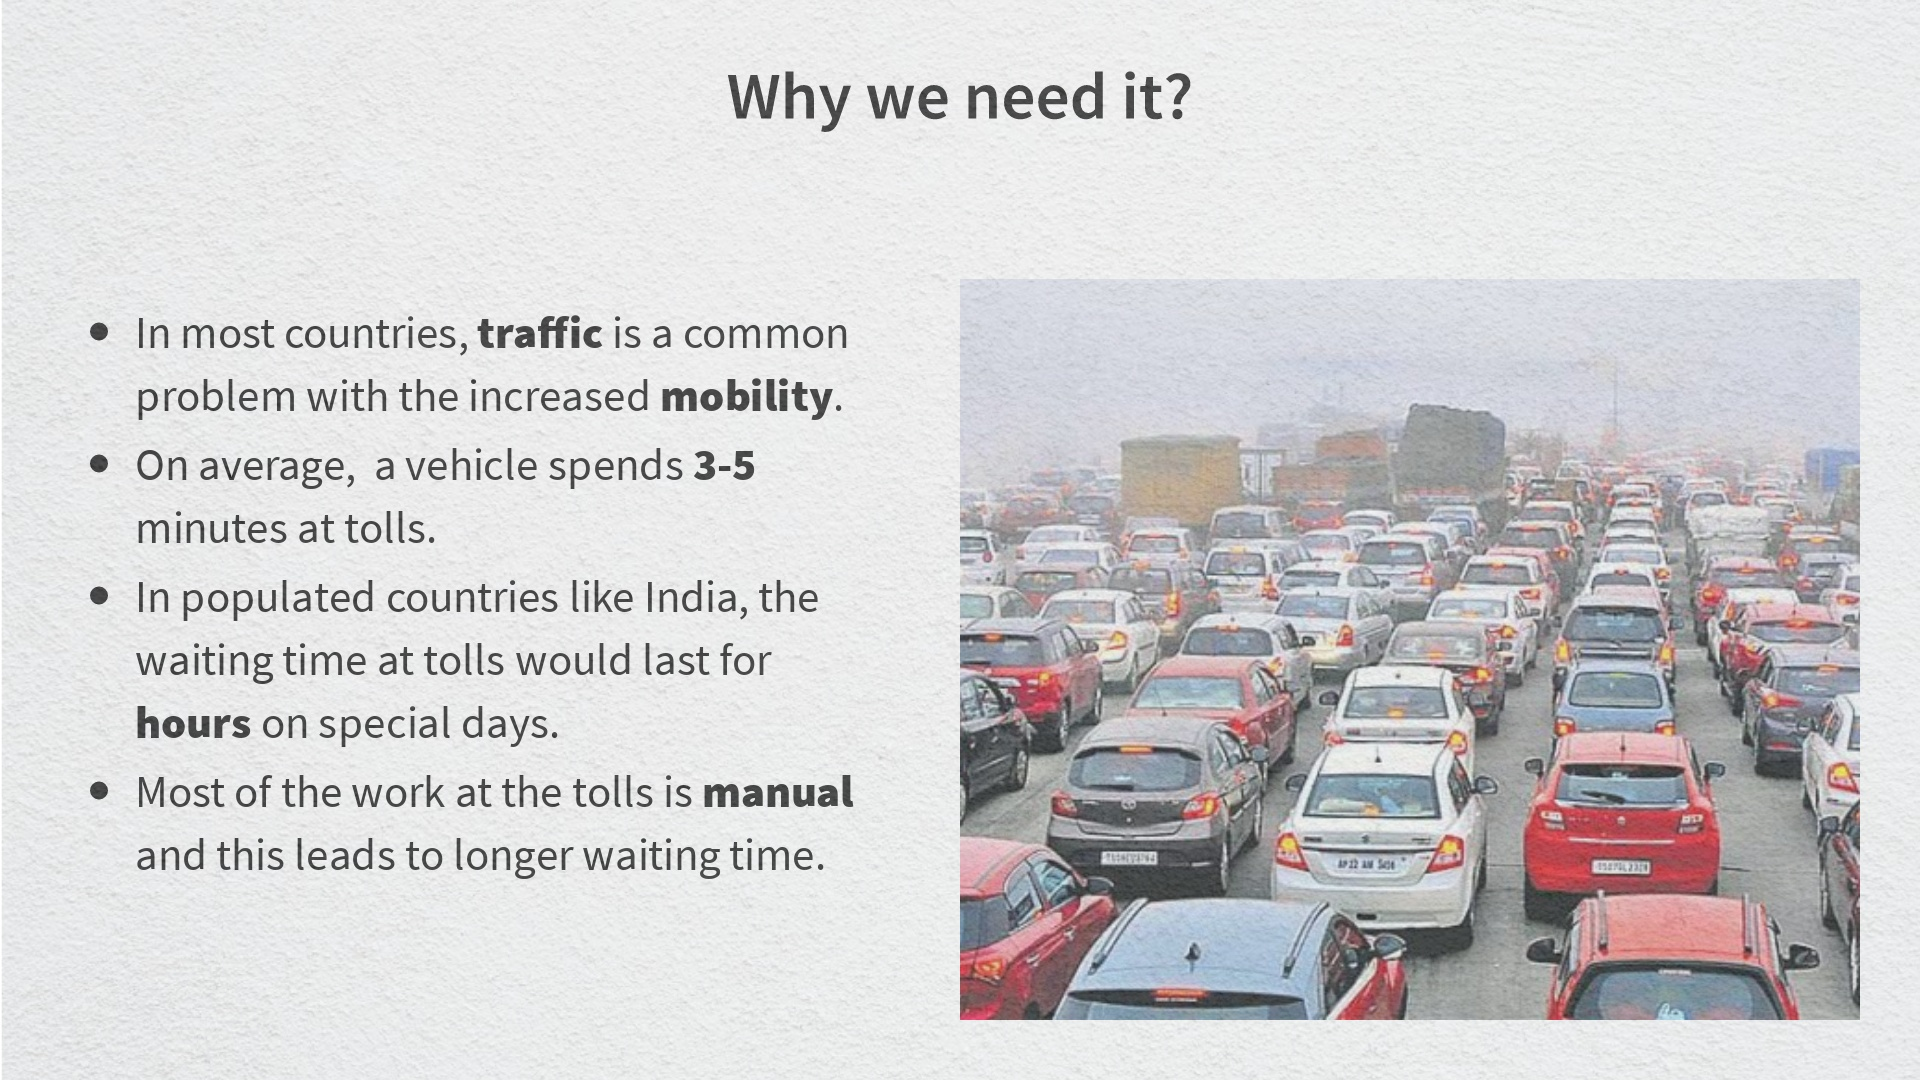 Why we need it?
• In most countries, traffic is a common
problem with the increased mobility.
• On average,  a vehicle spends 3-5
minutes at tolls.
• In populated countries like India, the
waiting time at tolls would last for
hours on special days.
• Most of the work at the tolls is manual
and this leads to longer waiting time.